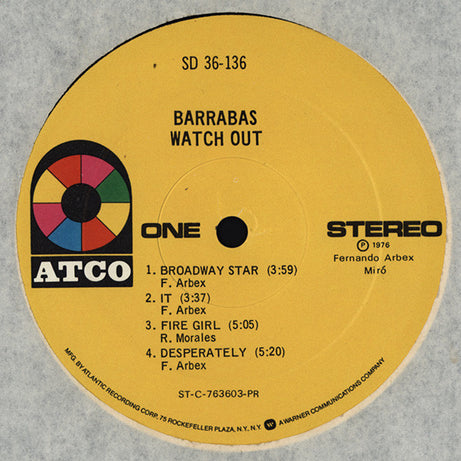 SD 36-136
BARRABAS
WATCH OUT
ATCO
ONE
STEREO
Ⓟ 1976
Fernando Arbex
Miró
1. BROADWAY STAR (3:59)
F. Arbex
2. IT (3:37)
F. Arbex
3. FIRE GIRL (5:05)
R. Morales
4. DESPERATELY (5:20)
F. Arbex
ST-C-763603-PR
MFG. BY ATLANTIC RECORDING CORP., 75 ROCKEFELLER PLAZA, N.Y., N.Y. W A WARNER COMMUNICATIONS COMPANY